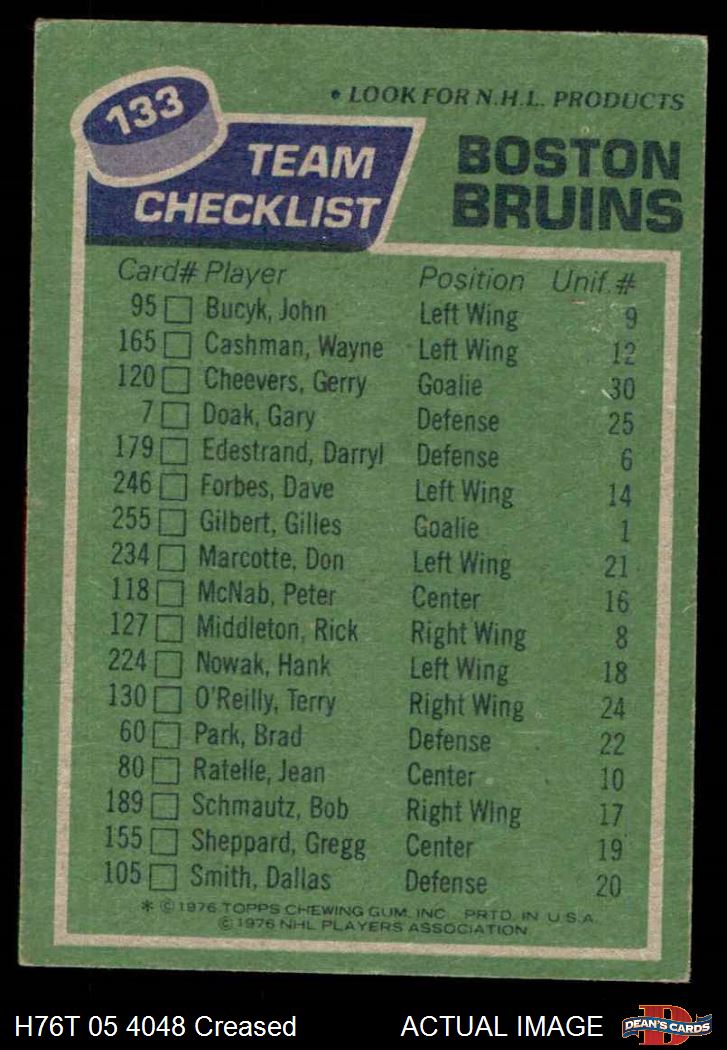 133
• LOOK FOR N.H.L. PRODUCTS
TEAM CHECKLIST
BOSTON BRUINS
Card# Player Position Unif.#
95 Bucyk, John Left Wing 9
165 Cashman, Wayne Left Wing 12
120 Cheevers, Gerry Goalie 30
7 Doak, Gary Defense 25
179 Edestrand, Darryl Defense 6
246 Forbes, Dave Left Wing 14
255 Gilbert, Gilles Goalie 1
234 Marcotte, Don Left Wing 21
118 McNab, Peter Center 16
127 Middleton, Rick Right Wing 8
224 Nowak, Hank Left Wing 18
130 O'Reilly, Terry Right Wing 24
60 Park, Brad Defense 22
80 Ratelle, Jean Center 10
189 Schmautz, Bob Right Wing 17
155 Sheppard, Gregg Center 19
105 Smith, Dallas Defense 20
* © 1976 TOPPS CHEWING GUM, INC. PRTD. IN U.S.A.
© 1976 NHL PLAYERS ASSOCIATION
H76T 05 4048 Creased ACTUAL IMAGE
D
DEAN'S CARDS